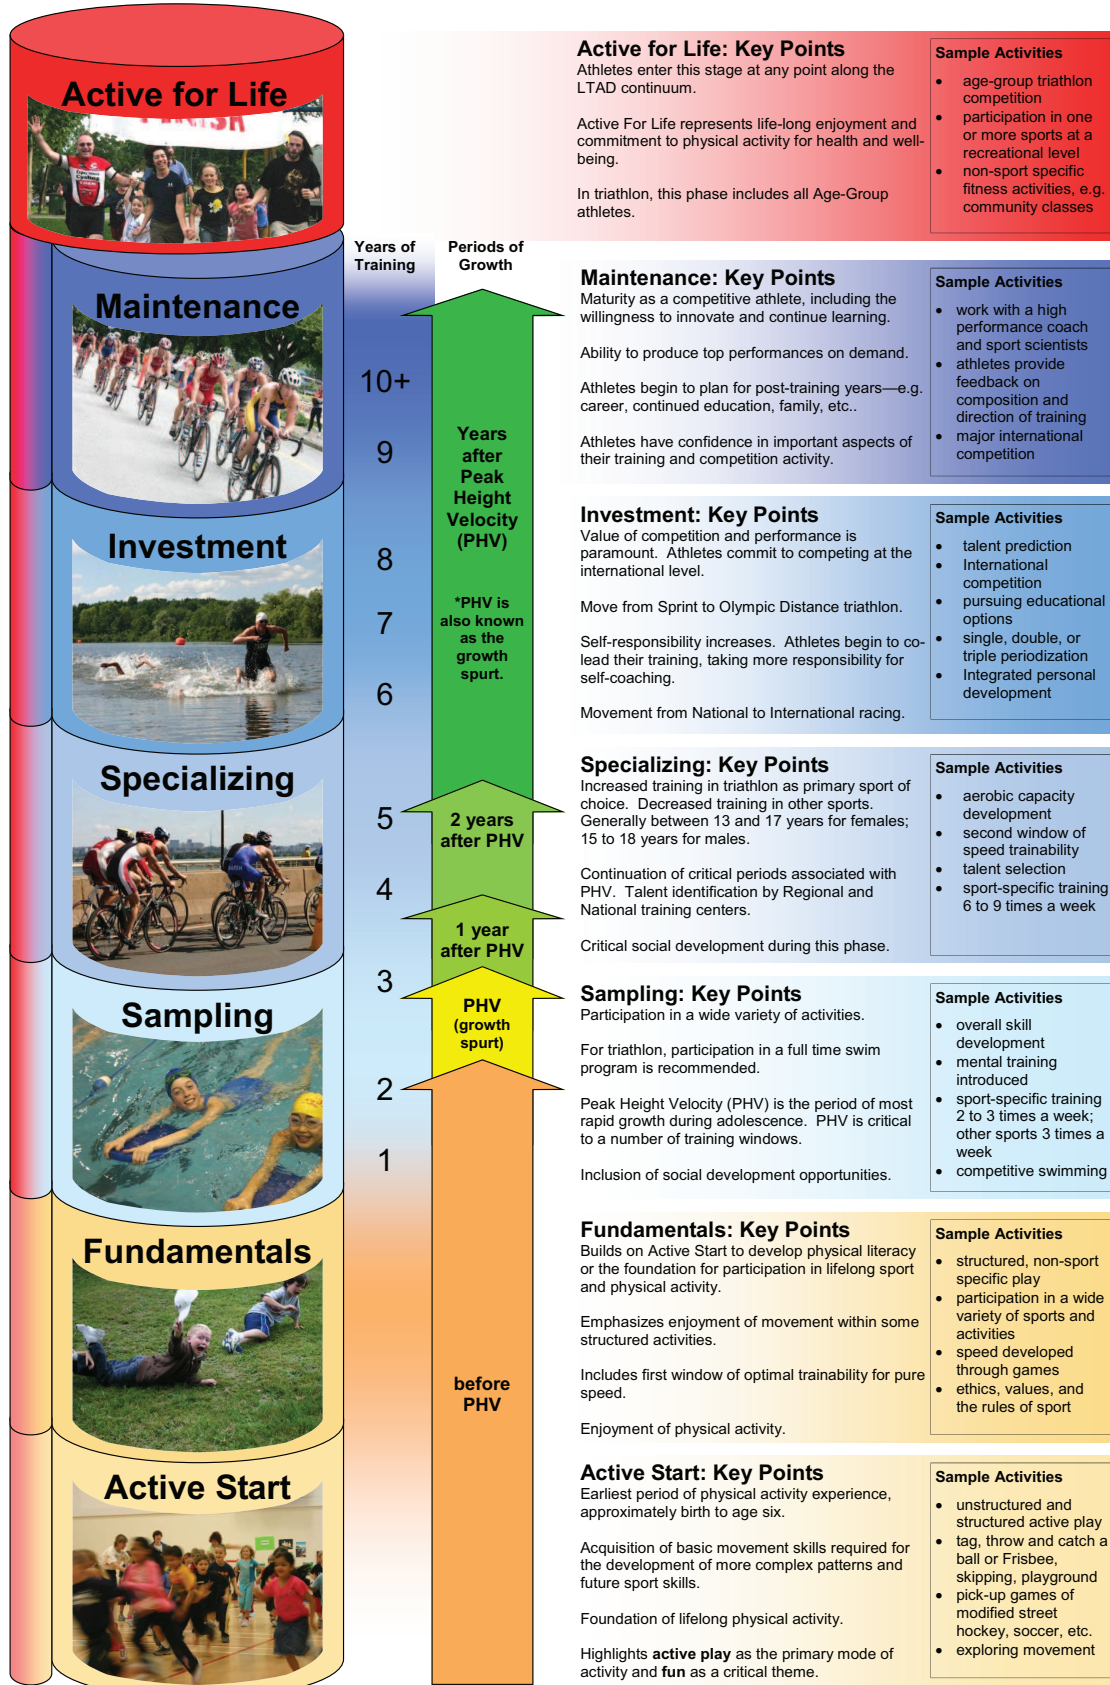 Active for Life
FINISH
Active for Life: Key Points
Athletes enter this stage at any point along the
LTAD continuum.
Active For Life represents life-long enjoyment and
commitment to physical activity for health and well-
being.
In triathlon, this phase includes all Age-Group
athletes.
Sample Activities
• age-group triathlon
competition
• participation in one
or more sports at a
recreational level
• non-sport specific
fitness activities, e.g.
community classes
Years of
Training
Periods of
Growth
10+
9
8
7
6
5
4
3
2
1
Years
after
Peak
Height
Velocity
(PHV)
*PHV is
also known
as the
growth
spurt.
2 years
after PHV
1 year
after PHV
PHV
(growth
spurt)
before
PHV
Maintenance
Maintenance: Key Points
Maturity as a competitive athlete, including the
willingness to innovate and continue learning.
Ability to produce top performances on demand.
Athletes begin to plan for post-training years—e.g.
career, continued education, family, etc..
Athletes have confidence in important aspects of
their training and competition activity.
Sample Activities
• work with a high
performance coach
and sport scientists
• athletes provide
feedback on
composition and
direction of training
• major international
competition
Investment
Investment: Key Points
Value of competition and performance is
paramount. Athletes commit to competing at the
international level.
Move from Sprint to Olympic Distance triathlon.
Self-responsibility increases. Athletes begin to co-
lead their training, taking more responsibility for
self-coaching.
Movement from National to International racing.
Sample Activities
• talent prediction
• International
competition
• pursuing educational
options
• single, double, or
triple periodization
• Integrated personal
development
Specializing
Specializing: Key Points
Increased training in triathlon as primary sport of
choice. Decreased training in other sports.
Generally between 13 and 17 years for females;
15 to 18 years for males.
Continuation of critical periods associated with
PHV. Talent identification by Regional and
National training centers.
Critical social development during this phase.
Sample Activities
• aerobic capacity
development
• second window of
speed trainability
• talent selection
• sport-specific training
6 to 9 times a week
Sampling
Sampling: Key Points
Participation in a wide variety of activities.
For triathlon, participation in a full time swim
program is recommended.
Peak Height Velocity (PHV) is the period of most
rapid growth during adolescence. PHV is critical
to a number of training windows.
Inclusion of social development opportunities.
Sample Activities
• overall skill
development
• mental training
introduced
• sport-specific training
2 to 3 times a week;
other sports 3 times a
week
• competitive swimming
Fundamentals
Fundamentals: Key Points
Builds on Active Start to develop physical literacy
or the foundation for participation in lifelong sport
and physical activity.
Emphasizes enjoyment of movement within some
structured activities.
Includes first window of optimal trainability for pure
speed.
Enjoyment of physical activity.
Sample Activities
• structured, non-sport
specific play
• participation in a wide
variety of sports and
activities
• speed developed
through games
• ethics, values, and
the rules of sport
Active Start
Active Start: Key Points
Earliest period of physical activity experience,
approximately birth to age six.
Acquisition of basic movement skills required for
the development of more complex patterns and
future sport skills.
Foundation of lifelong physical activity.
Highlights active play as the primary mode of
activity and fun as a critical theme.
Sample Activities
• unstructured and
structured active play
• tag, throw and catch a
ball or Frisbee,
skipping, playground
• pick-up games of
modified street
hockey, soccer, etc.
• exploring movement